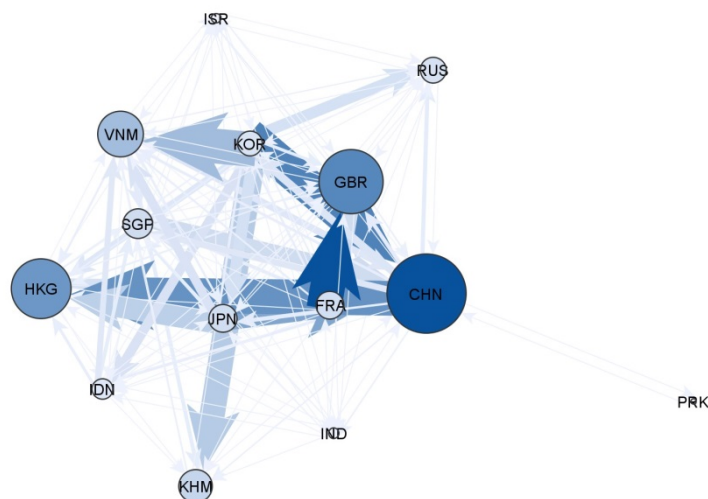 ISR
RUS
VNM
KOR
GBR
SGP
HKG
CHN
JPN
FRA
IDN
PRK
IND
KHM